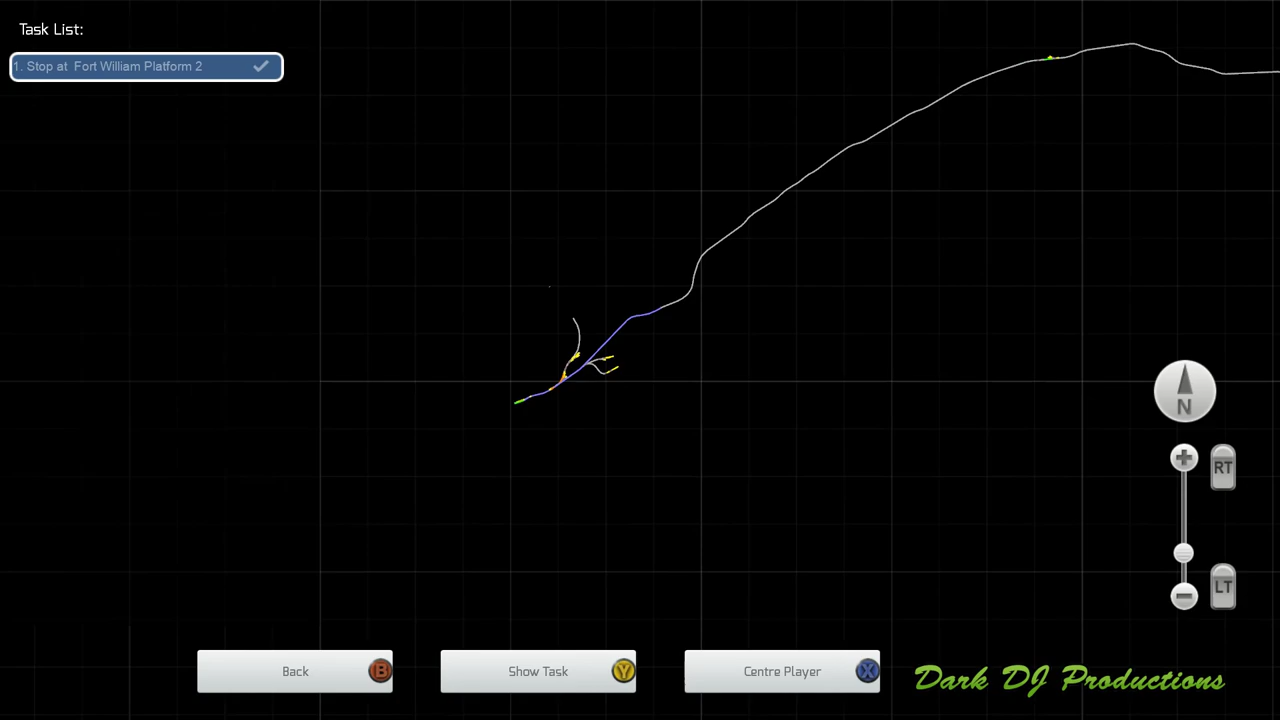 Task List:
1. Stop at Fort William Platform 2
N
RT
LT
Back B
Show Task Y
Centre Player X
Dark DJ Productions